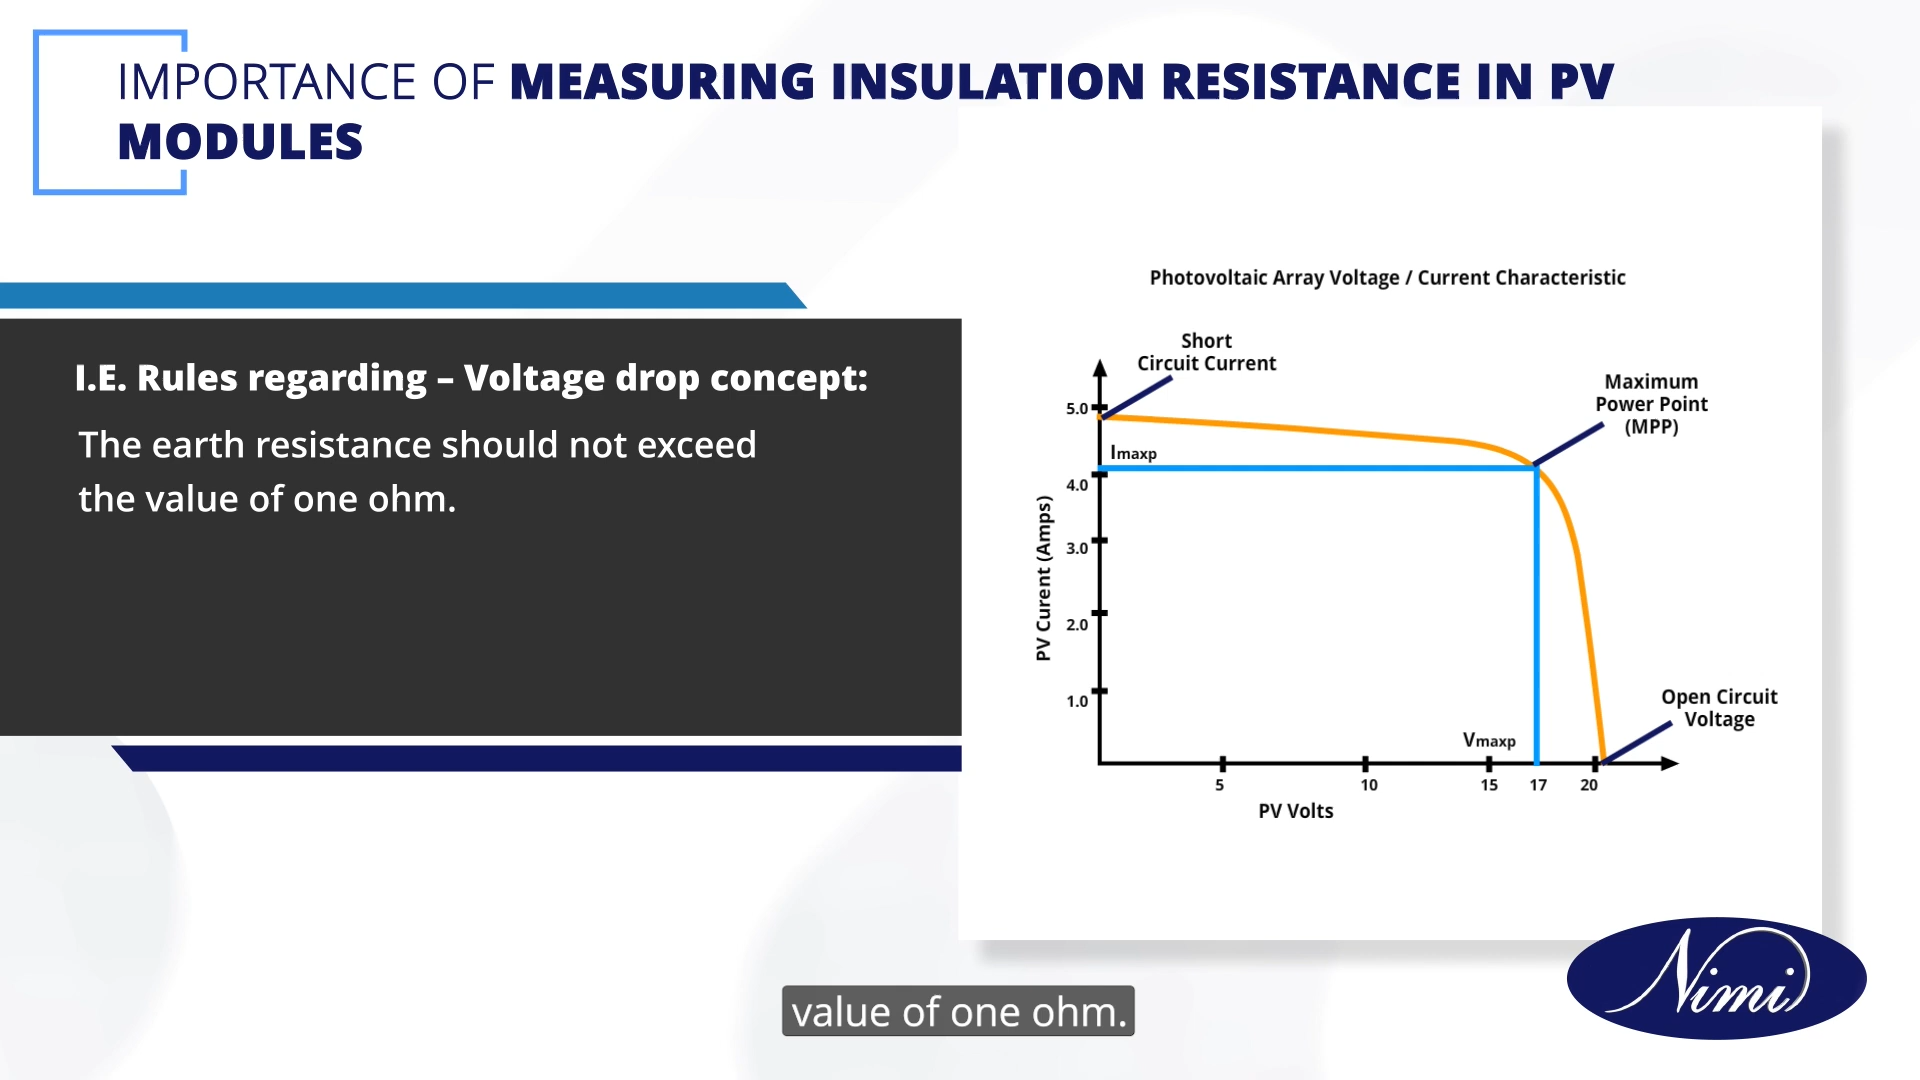 IMPORTANCE OF MEASURING INSULATION RESISTANCE IN PV
MODULES
I.E. Rules regarding – Voltage drop concept:
The earth resistance should not exceed
the value of one ohm.
Photovoltaic Array Voltage / Current Characteristic
Short
Circuit Current
Maximum
Power Point
(MPP)
5.0
Imaxp
4.0
3.0
2.0
1.0
PV Curent (Amps)
Open Circuit
Voltage
Vmaxp
5 10 15 17 20
PV Volts
Nimi
value of one ohm.